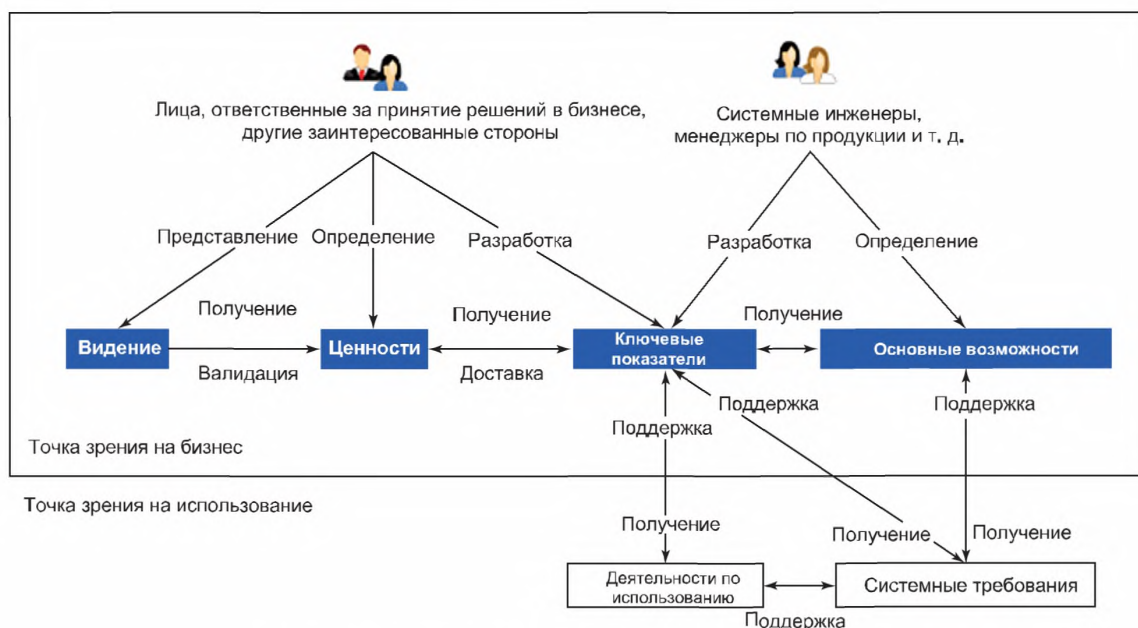 Лица, ответственные за принятие решений в бизнесе,
другие заинтересованные стороны
Системные инженеры,
менеджеры по продукции и т. д.
Представление
Определение
Разработка
Разработка
Определение
Получение
Получение
Получение
Видение
Ценности
Ключевые
показатели
Основные возможности
Валидация
Доставка
Поддержка
Поддержка
Поддержка
Точка зрения на бизнес
Точка зрения на использование
Получение
Получение
Получение
Деятельности по
использованию
Системные требования
Поддержка